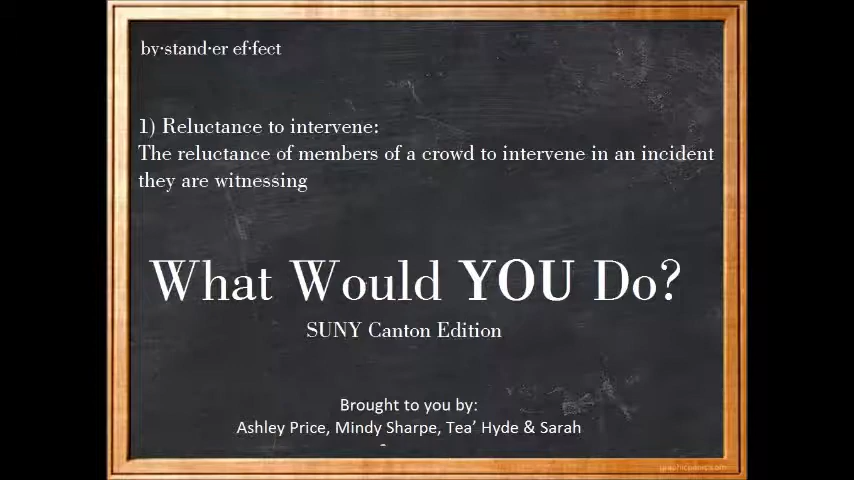 by·stand·er ef·fect
1) Reluctance to intervene:
The reluctance of members of a crowd to intervene in an incident
they are witnessing
What Would YOU Do?
SUNY Canton Edition
Brought to you by:
Ashley Price, Mindy Sharpe, Tea’ Hyde & Sarah